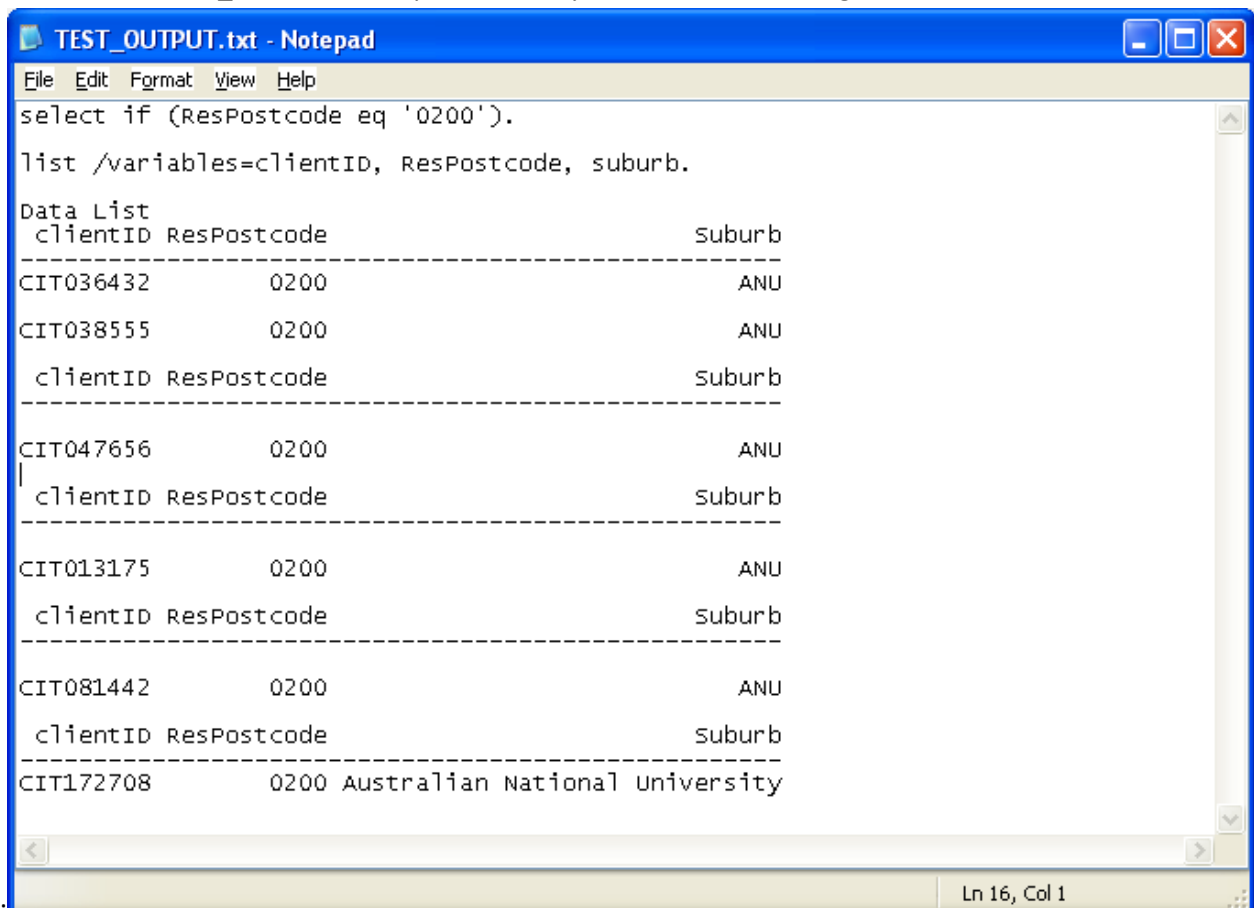 TEST_OUTPUT.txt - Notepad
File Edit Format View Help
select if (ResPostcode eq '0200').
list /variables=clientID, ResPostcode, suburb.
Data List
clientID ResPostcode Suburb
----------------------------------------------------
CIT036432 0200 ANU
CIT038555 0200 ANU
clientID ResPostcode Suburb
----------------------------------------------------
CIT047656 0200 ANU
clientID ResPostcode Suburb
----------------------------------------------------
CIT013175 0200 ANU
clientID ResPostcode Suburb
----------------------------------------------------
CIT081442 0200 ANU
clientID ResPostcode Suburb
----------------------------------------------------
CIT172708 0200 Australian National University
Ln 16, Col 1